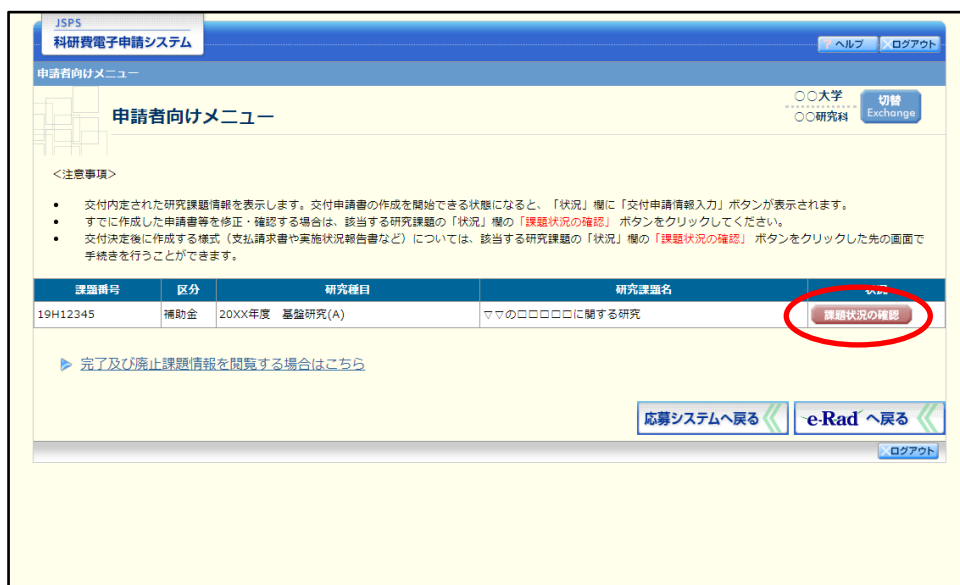 JSPS
科研費電子申請システム
ヘルプ
ログアウト
申請者向けメニュー
申請者向けメニュー
○○大学
○○研究科
切替
Exchange
＜注意事項＞
• 交付内定された研究課題情報を表示します。交付申請書の作成を開始できる状態になると、「状況」欄に「交付申請情報入力」ボタンが表示されます。
• すでに作成した申請書等を修正・確認する場合は、該当する研究課題の「状況」欄の「課題状況の確認」 ボタンをクリックしてください。
• 交付決定後に作成する様式（支払請求書や実施状況報告書など）については、該当する研究課題の「状況」欄の「課題状況の確認」 ボタンをクリックした先の画面で
手続きを行うことができます。
課題番号 区分 研究種目 研究課題名 状況
19H12345 補助金 20XX年度 基盤研究(A) ▽▽の□□□□□に関する研究 課題状況の確認
完了及び廃止課題情報を閲覧する場合はこちら
応募システムへ戻る
e-Rad へ戻る
ログアウト